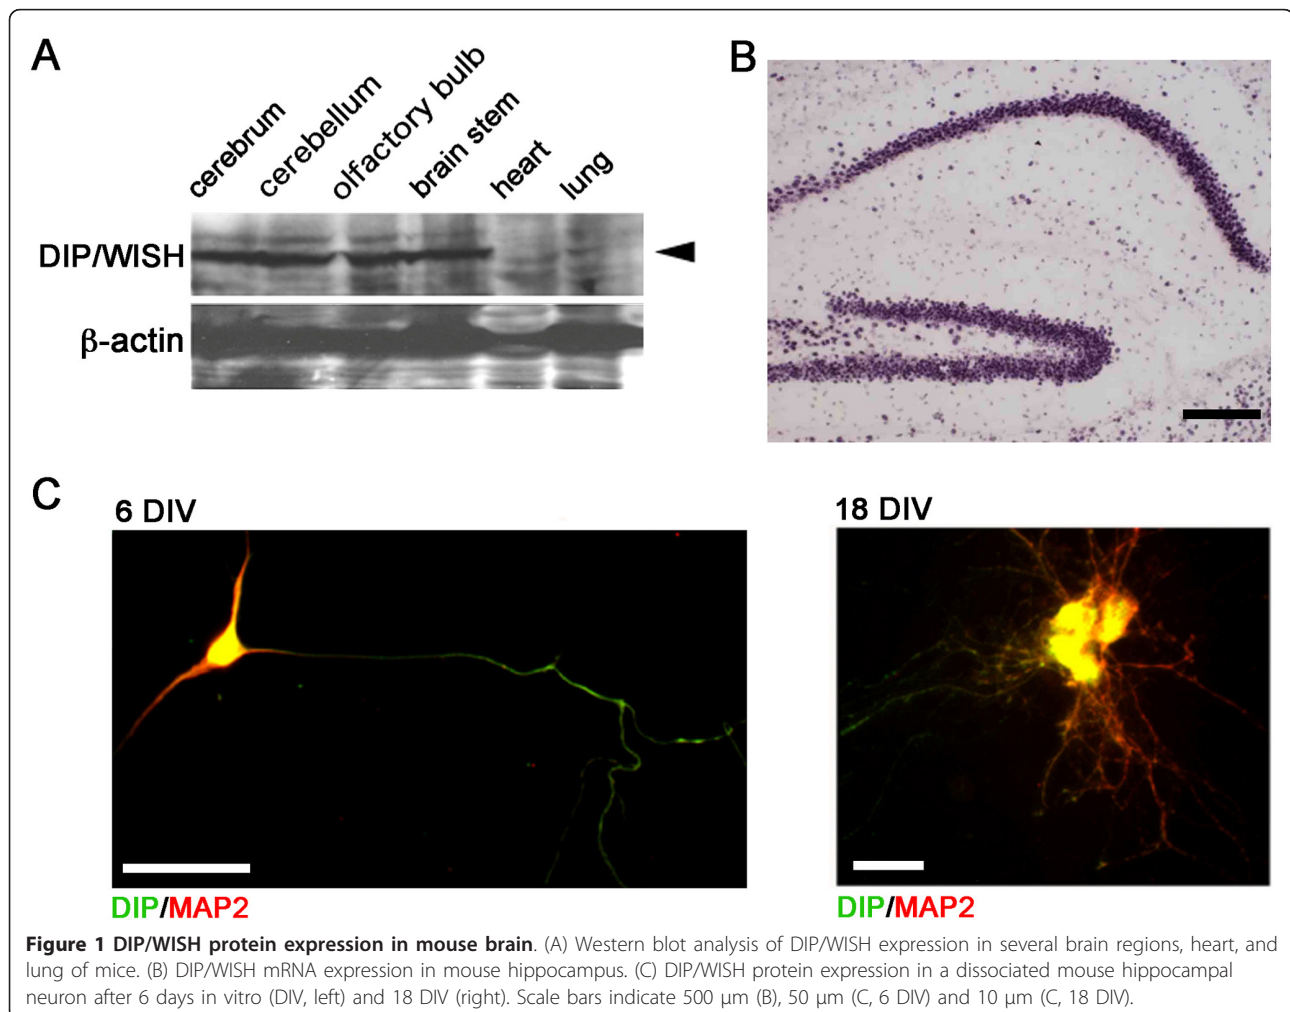 A
cerebrum
cerebellum
olfactory bulb
brain stem
heart
lung
DIP/WISH
β-actin
B
C
6 DIV
DIP/MAP2
18 DIV
DIP/MAP2
Figure 1 DIP/WISH protein expression in mouse brain. (A) Western blot analysis of DIP/WISH expression in several brain regions, heart, and
lung of mice. (B) DIP/WISH mRNA expression in mouse hippocampus. (C) DIP/WISH protein expression in a dissociated mouse hippocampal
neuron after 6 days in vitro (DIV, left) and 18 DIV (right). Scale bars indicate 500 μm (B), 50 μm (C, 6 DIV) and 10 μm (C, 18 DIV).